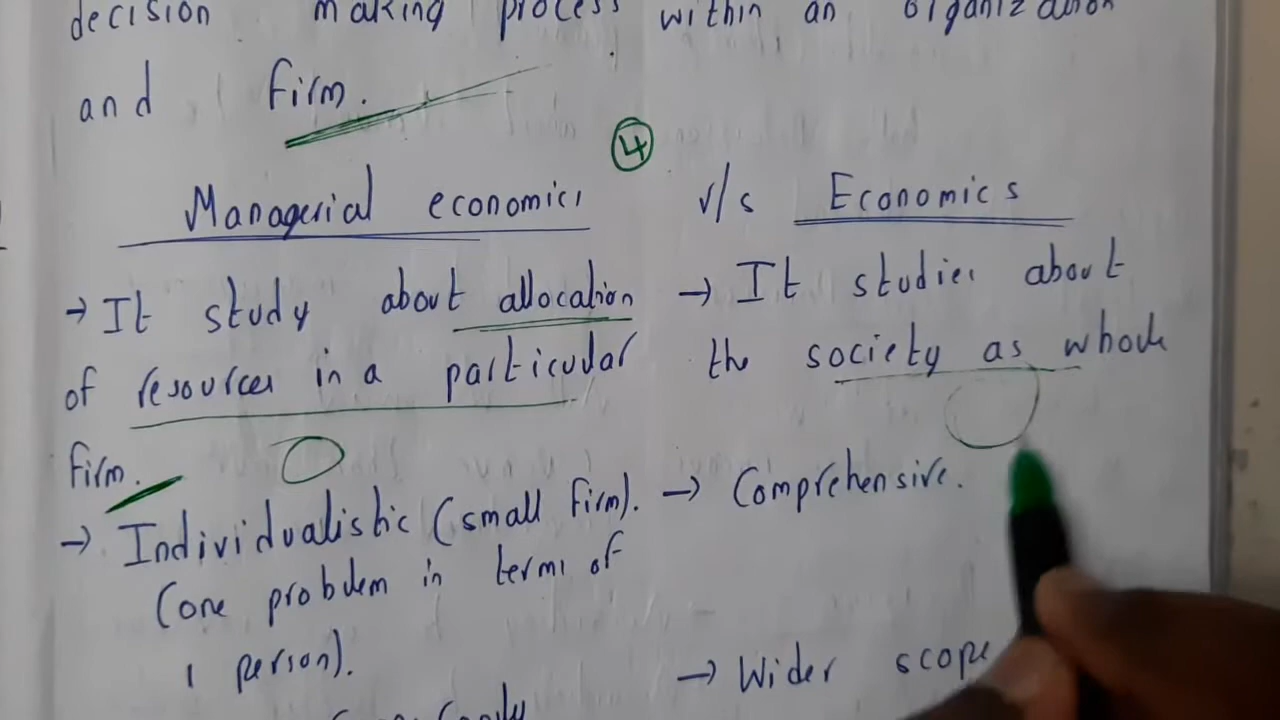 decision making process within an organization
and firm.
4
Managerial economics v/s Economics
→ It study about allocation
of resources in a particular
firm.
→ Individualistic (small firm).
(one problem in terms of
1 person).
→ It studies about
the society as whole
→ Comprehensive.
→ Wider scope